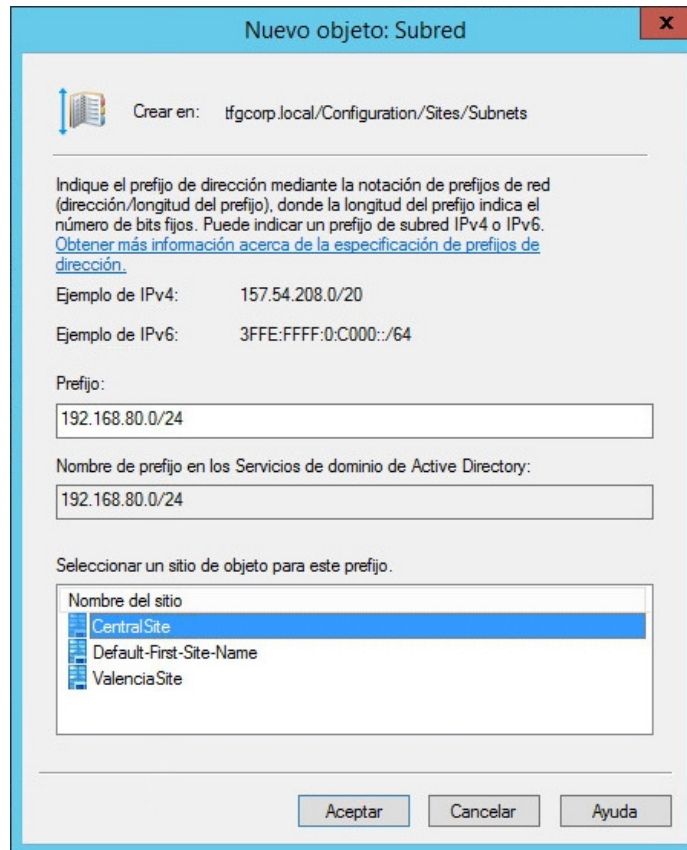 Nuevo objeto: Subred
x
Crear en: tfgcorp.local/Configuration/Sites/Subnets
Indique el prefijo de dirección mediante la notación de prefijos de red
(dirección/longitud del prefijo), donde la longitud del prefijo indica el
número de bits fijos. Puede indicar un prefijo de subred IPv4 o IPv6.
Obtener más información acerca de la especificación de prefijos de
dirección.
Ejemplo de IPv4: 157.54.208.0/20
Ejemplo de IPv6: 3FFE:FFFF:0:C000::/64
Prefijo:
192.168.80.0/24
Nombre de prefijo en los Servicios de dominio de Active Directory:
192.168.80.0/24
Seleccionar un sitio de objeto para este prefijo.
Nombre del sitio
CentralSite
Default-First-Site-Name
ValenciaSite
Aceptar Cancelar Ayuda